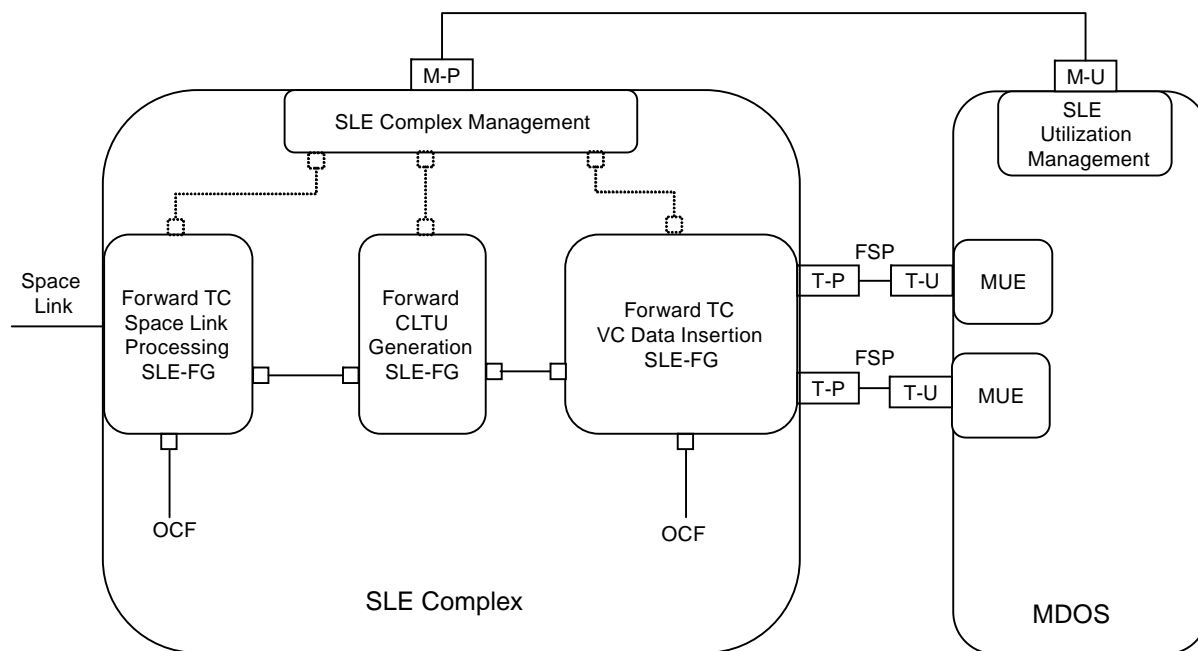 M-P
M-U
SLE Complex Management
SLE
Utilization
Management
Space
Link
Forward TC
Space Link
Processing
SLE-FG
Forward
CLTU
Generation
SLE-FG
Forward TC
VC Data Insertion
SLE-FG
FSP
T-P
T-U
MUE
FSP
T-P
T-U
MUE
OCF
OCF
SLE Complex
MDOS